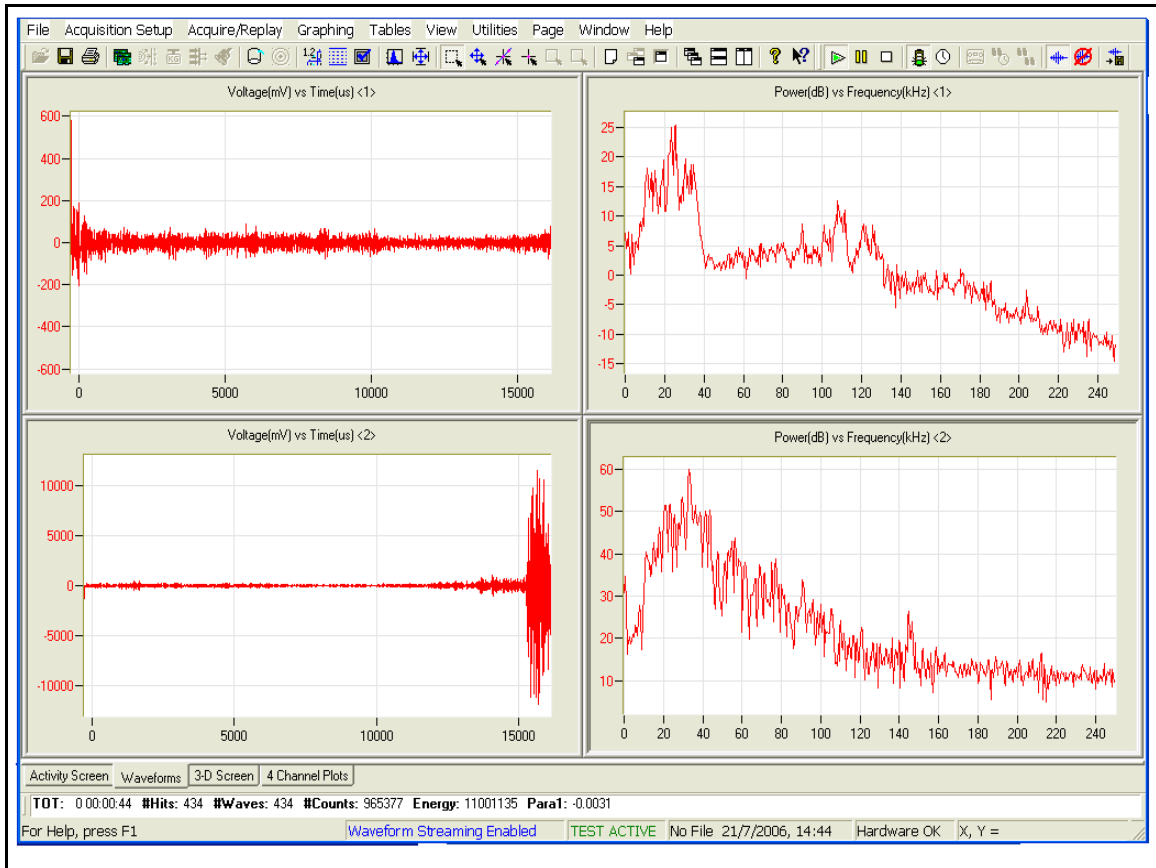 File Acquisition Setup Acquire/Replay Graphing Tables View Utilities Page Window Help
Voltage(mV) vs Time(us) <1>
600
400
200
0
-200
-400
-600
0 5000 10000 15000
Power(dB) vs Frequency(kHz) <1>
25
20
15
10
5
0
-5
-10
-15
0 20 40 60 80 100 120 140 160 180 200 220 240
Voltage(mV) vs Time(us) <2>
10000
5000
0
-5000
-10000
0 5000 10000 15000
Power(dB) vs Frequency(kHz) <2>
60
50
40
30
20
10
0 20 40 60 80 100 120 140 160 180 200 220 240
Activity Screen Waveforms 3-D Screen 4 Channel Plots
TOT: 0 00:00:44 #Hits: 434 #Waves: 434 #Counts: 965377 Energy: 11001135 Para1: -0.0031
For Help, press F1 Waveform Streaming Enabled TEST ACTIVE No File 21/7/2006, 14:44 Hardware OK X, Y =